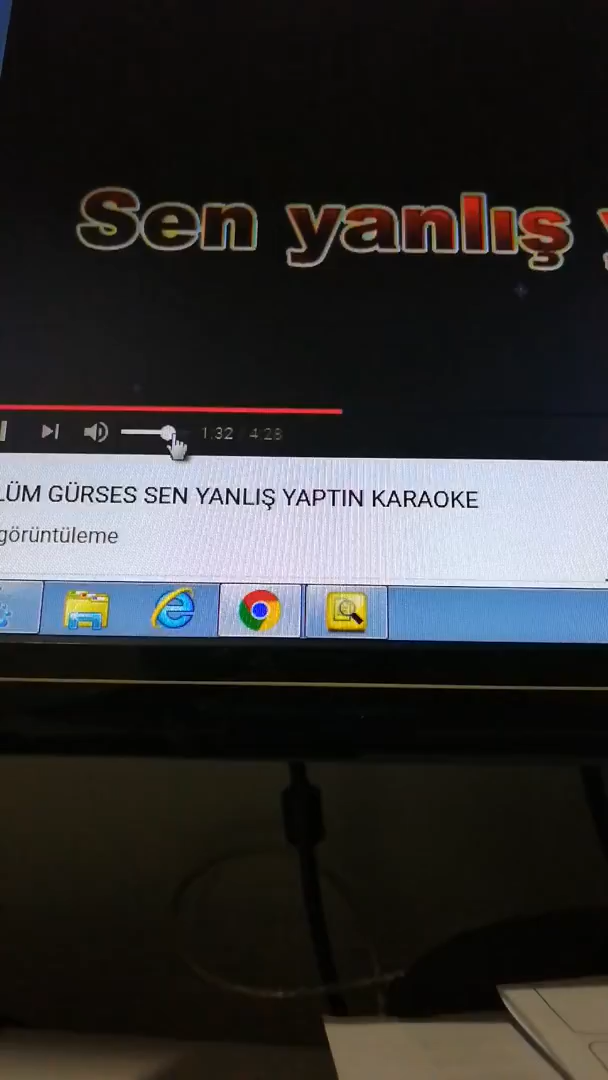 Sen yanlış
1:32 / 4:28
LÜM GÜRSES SEN YANLIŞ YAPTIN KARAOKE
görüntüleme